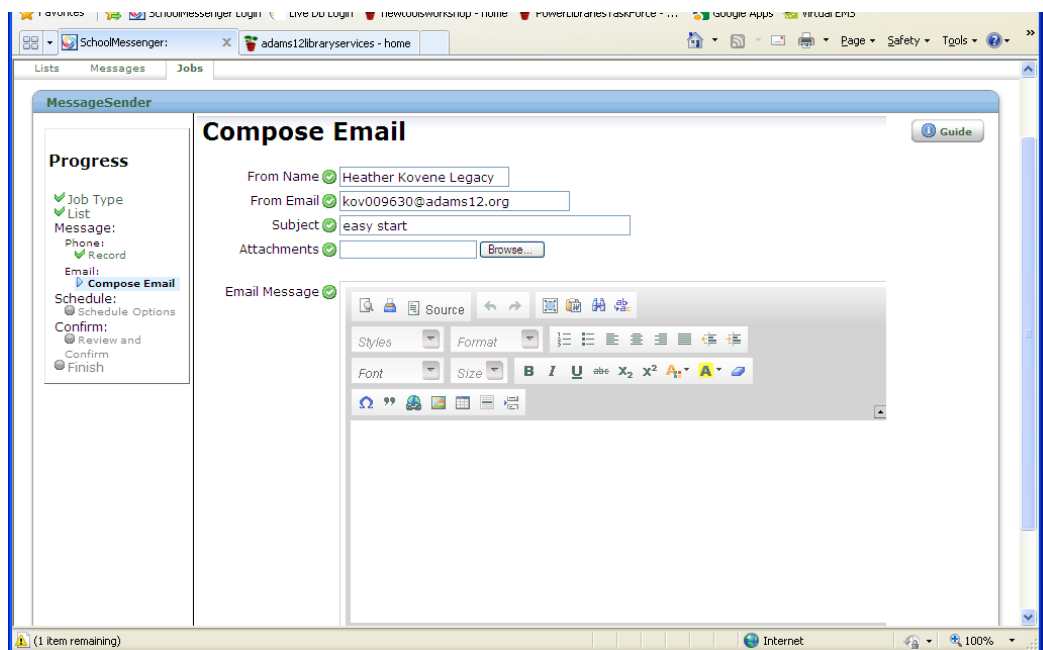 Favorites SchoolMessenger Login Live DB Login newtoolsworkshop - home PowerLibrariesTaskForce - ... Google Apps Virtual EMS
SchoolMessenger: X adams12libraryservices - home Page Safety Tools »
Lists Messages Jobs
MessageSender
Compose Email
Guide
Progress
Job Type
List
Message:
Phone:
Record
Email:
Compose Email
Schedule:
Schedule Options
Confirm:
Review and
Confirm
Finish
From Name Heather Kovene Legacy
From Email kov009630@adams12.org
Subject easy start
Attachments Browse...
Email Message
Source
Styles Format
Font Size B I U abc X₂ X² A A
Ω ”
(1 item remaining) Internet 100%